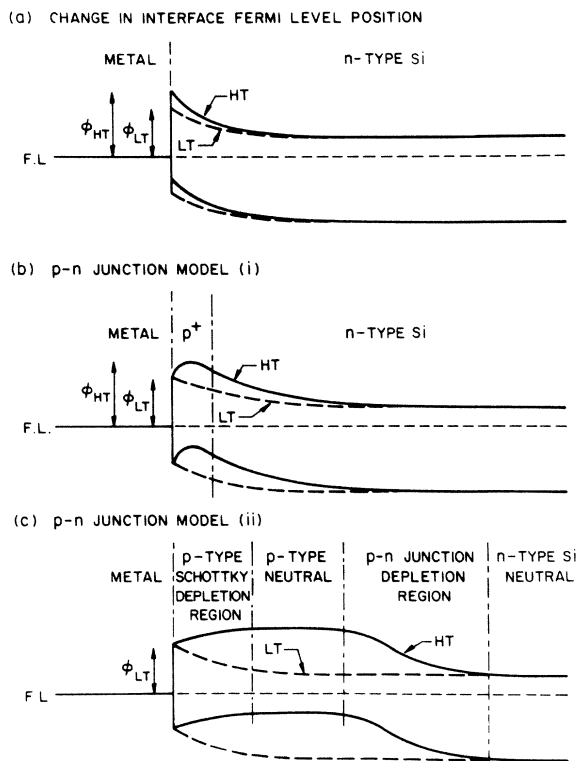 (a) CHANGE IN INTERFACE FERMI LEVEL POSITION
METAL
n-TYPE Si
HT
ϕHT
ϕLT
LT
F.L
(b) p-n JUNCTION MODEL (i)
METAL
p+
n-TYPE Si
HT
ϕHT
ϕLT
LT
F.L.
(c) p-n JUNCTION MODEL (ii)
METAL
p-TYPE
SCHOTTKY
DEPLETION
REGION
p-TYPE
NEUTRAL
p-n JUNCTION
DEPLETION
REGION
n-TYPE Si
NEUTRAL
LT
HT
ϕLT
F L